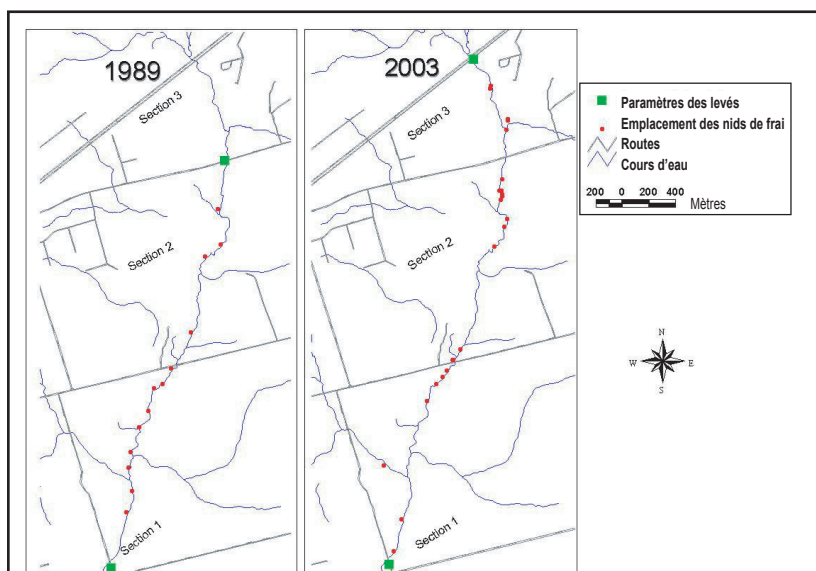 1989
Section 3
Section 2
Section 1
2003
Section 3
Section 2
Section 1
Paramètres des levés
Emplacement des nids de frai
Routes
Cours d'eau
200 0 200 400 Mètres
N
W E
S